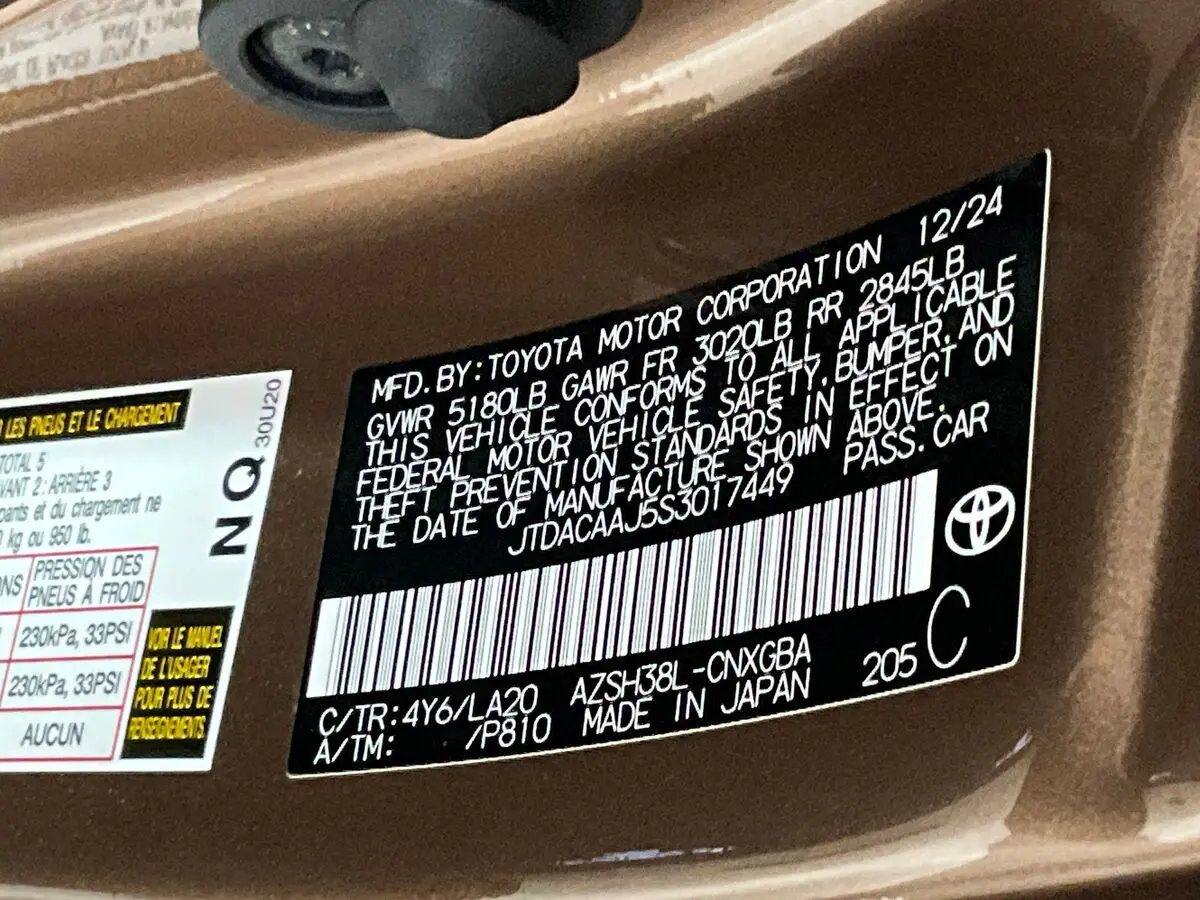 LES PNEUS ET LE CHARGEMENT
TOTAL 5
AVANT 2: ARRIÈRE 3
et du chargement ne
kg ou 950 lb.
PRESSION DES
PNEUS À FROID
230kPa, 33PSI
230kPa, 33PSI
AUCUN
VOIR LE MANUEL
DE L'USAGER
POUR PLUS DE
RENSEIGNEMENTS.
NQ 30U20
MFD. BY: TOYOTA MOTOR CORPORATION 12/24
GVWR 5180LB GAWR FR 3020LB RR 2845LB
THIS VEHICLE CONFORMS TO ALL APPLICABLE
FEDERAL MOTOR VEHICLE SAFETY, BUMPER, AND
THEFT PREVENTION STANDARDS IN EFFECT ON
THE DATE OF MANUFACTURE SHOWN ABOVE.
JTDACAAJ5S3017449 PASS. CAR
C/TR: 4Y6/LA20 AZSH38L-CNXGBA 205 C
A/TM: /P810 MADE IN JAPAN